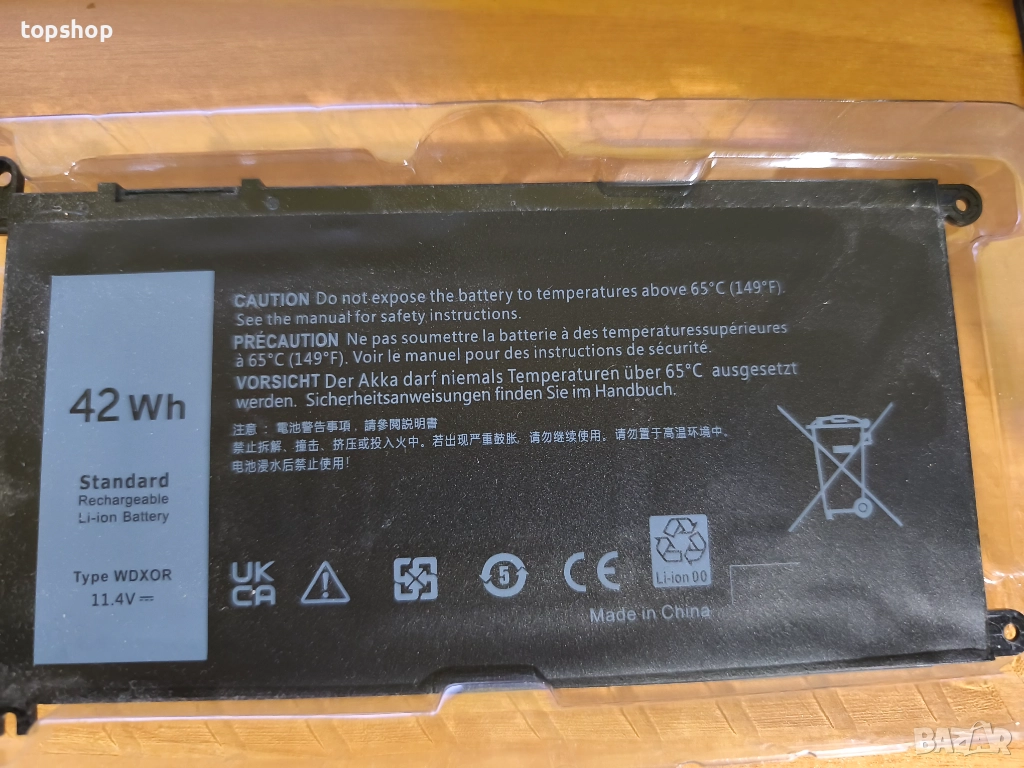 topshop
42 Wh
Standard
Rechargeable
Li-ion Battery
Type WDXOR
11.4V ⎓
CAUTION Do not expose the battery to temperatures above 65°C (149°F).
See the manual for safety instructions.
PRÉCAUTION Ne pas soumettre la batterie à des temperaturessupérieures
à 65°C (149°F). Voir le manuel pour des instructions de sécurité.
VORSICHT Der Akka darf niemals Temperaturen über 65°C ausgesetzt
werden. Sicherheitsanweisungen finden Sie im Handbuch.
注意：電池警告事項，請參閱說明書
禁止拆解、撞击、挤压或投入火中。若出现严重鼓胀，请勿继续使用。请勿置于高温环境中。
电池浸水后禁止使用！
UK
CA
5
CE
Li-ion 00
Made in China
BAZAR